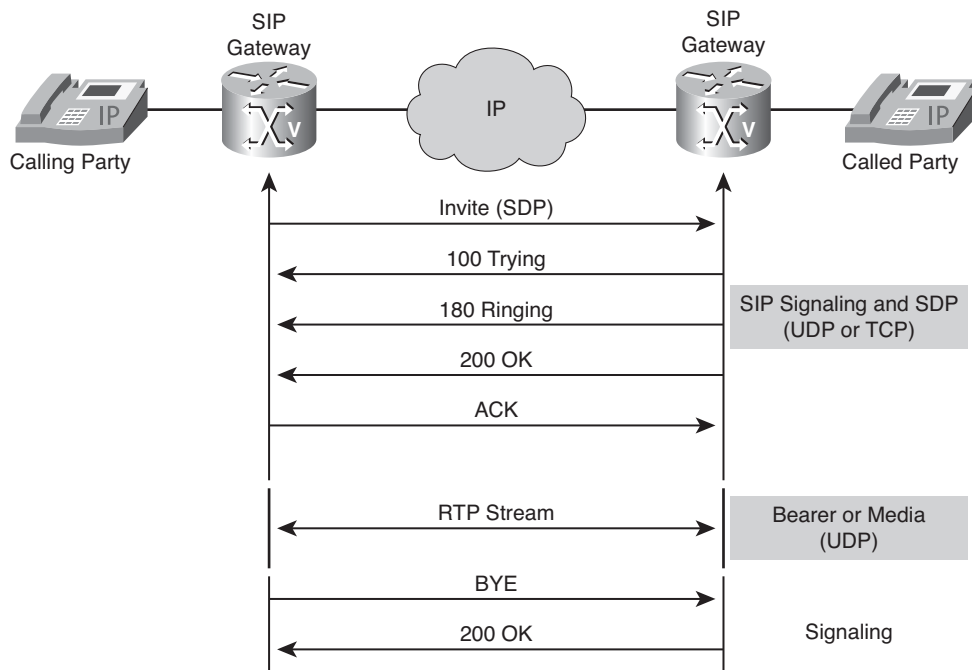 SIP
Gateway
SIP
Gateway
IP
IP
IP
V
V
Calling Party
Called Party
Invite (SDP)
100 Trying
180 Ringing
SIP Signaling and SDP
(UDP or TCP)
200 OK
ACK
RTP Stream
Bearer or Media
(UDP)
BYE
200 OK
Signaling